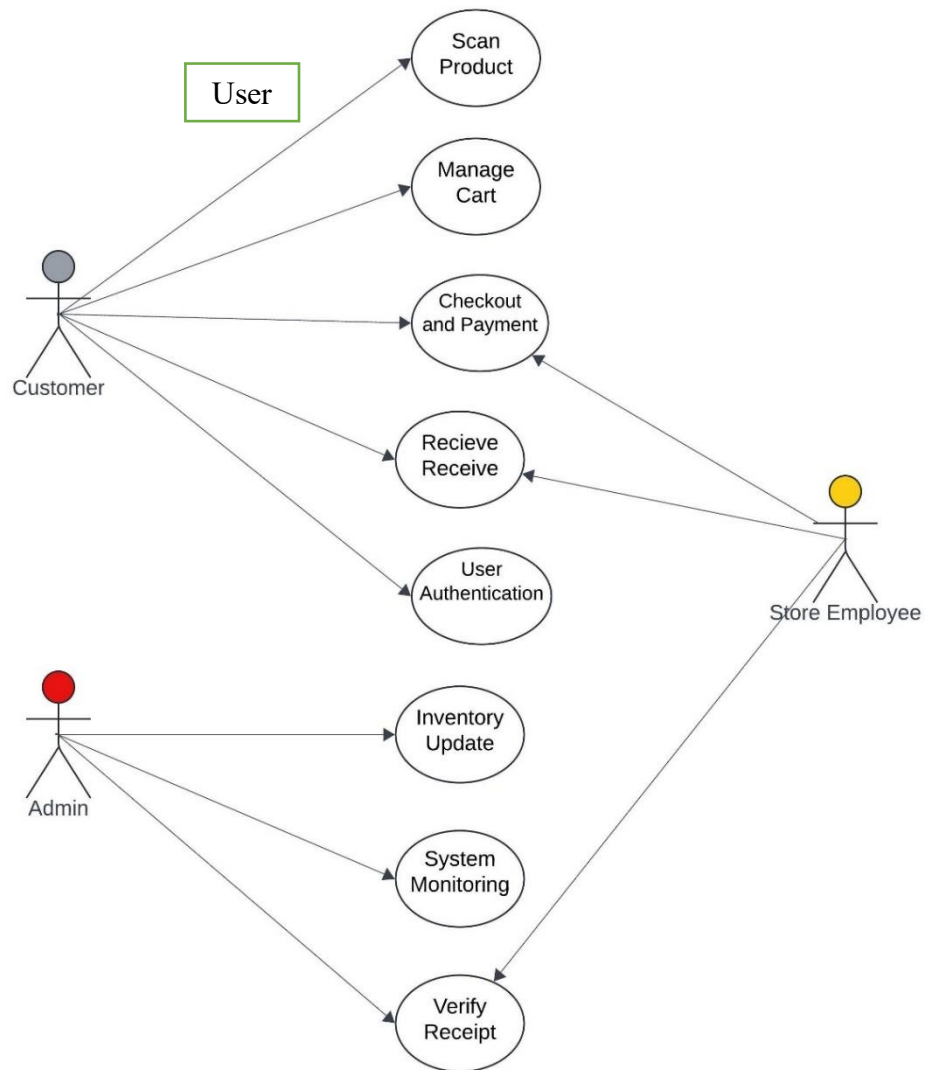 Scan
Product
User
Manage
Cart
Checkout
and Payment
Customer
Recieve
Receive
User
Authentication
Store Employee
Inventory
Update
Admin
System
Monitoring
Verify
Receipt